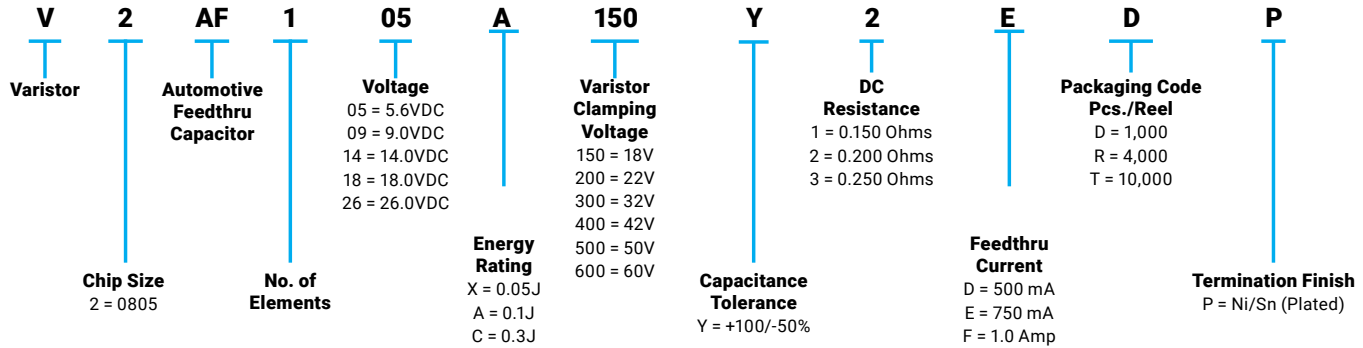 V 2 AF 1 05 A 150 Y 2 E D P
Varistor
Chip Size
2 = 0805
Automotive
Feedthru
Capacitor
No. of
Elements
Voltage
05 = 5.6VDC
09 = 9.0VDC
14 = 14.0VDC
18 = 18.0VDC
26 = 26.0VDC
Energy
Rating
X = 0.05J
A = 0.1J
C = 0.3J
Varistor
Clamping
Voltage
150 = 18V
200 = 22V
300 = 32V
400 = 42V
500 = 50V
600 = 60V
Capacitance
Tolerance
Y = +100/-50%
DC
Resistance
1 = 0.150 Ohms
2 = 0.200 Ohms
3 = 0.250 Ohms
Feedthru
Current
D = 500 mA
E = 750 mA
F = 1.0 Amp
Packaging Code
Pcs./Reel
D = 1,000
R = 4,000
T = 10,000
Termination Finish
P = Ni/Sn (Plated)